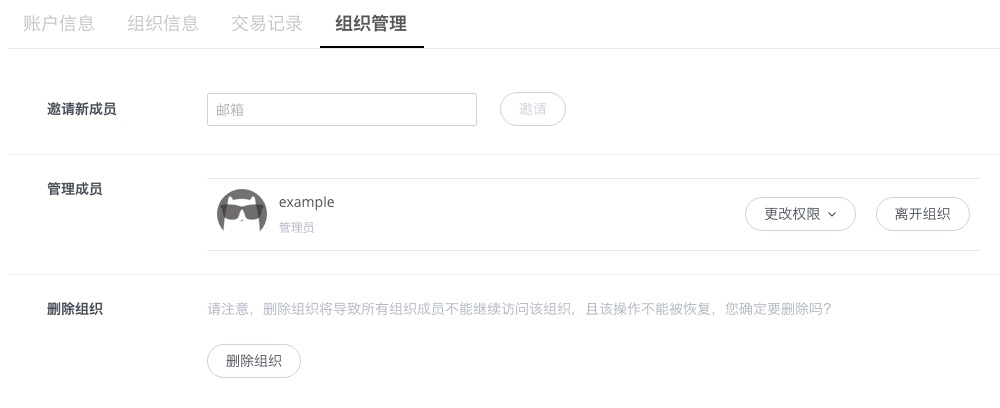 账户信息 组织信息 交易记录 组织管理
邀请新成员 邮箱 邀请
管理成员
example
管理员
更改权限 离开组织
删除组织 请注意，删除组织将导致所有组织成员不能继续访问该组织，且该操作不能被恢复，您确定要删除吗？
删除组织